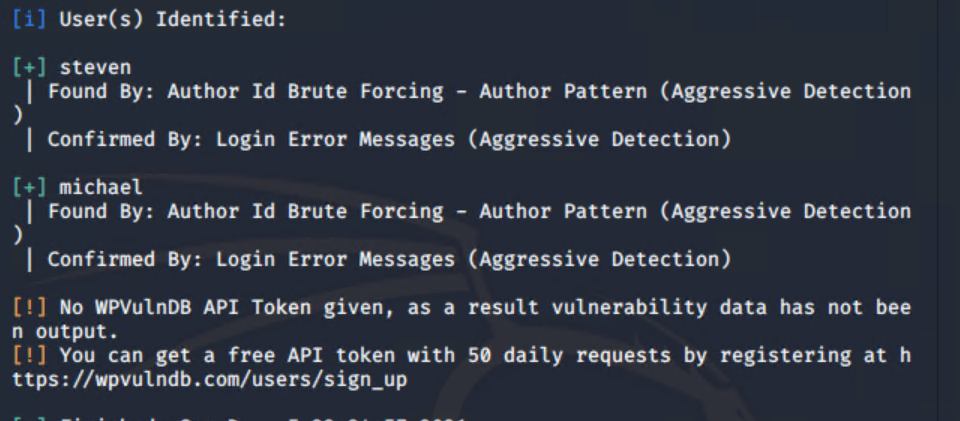 [i] User(s) Identified:
[+] steven
| Found By: Author Id Brute Forcing - Author Pattern (Aggressive Detection
)
| Confirmed By: Login Error Messages (Aggressive Detection)
[+] michael
| Found By: Author Id Brute Forcing - Author Pattern (Aggressive Detection
)
| Confirmed By: Login Error Messages (Aggressive Detection)
[!] No WPVulnDB API Token given, as a result vulnerability data has not bee
n output.
[!] You can get a free API token with 50 daily requests by registering at h
ttps://wpvulndb.com/users/sign_up